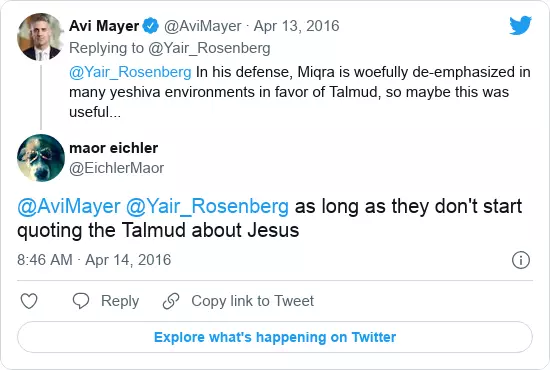 Avi Mayer @AviMayer · Apr 13, 2016
Replying to @Yair_Rosenberg
@Yair_Rosenberg In his defense, Miqra is woefully de-emphasized in
many yeshiva environments in favor of Talmud, so maybe this was
useful...
maor eichler
@EichlerMaor
@AviMayer @Yair_Rosenberg as long as they don't start
quoting the Talmud about Jesus
8:46 AM · Apr 14, 2016
Reply Copy link to Tweet
Explore what's happening on Twitter